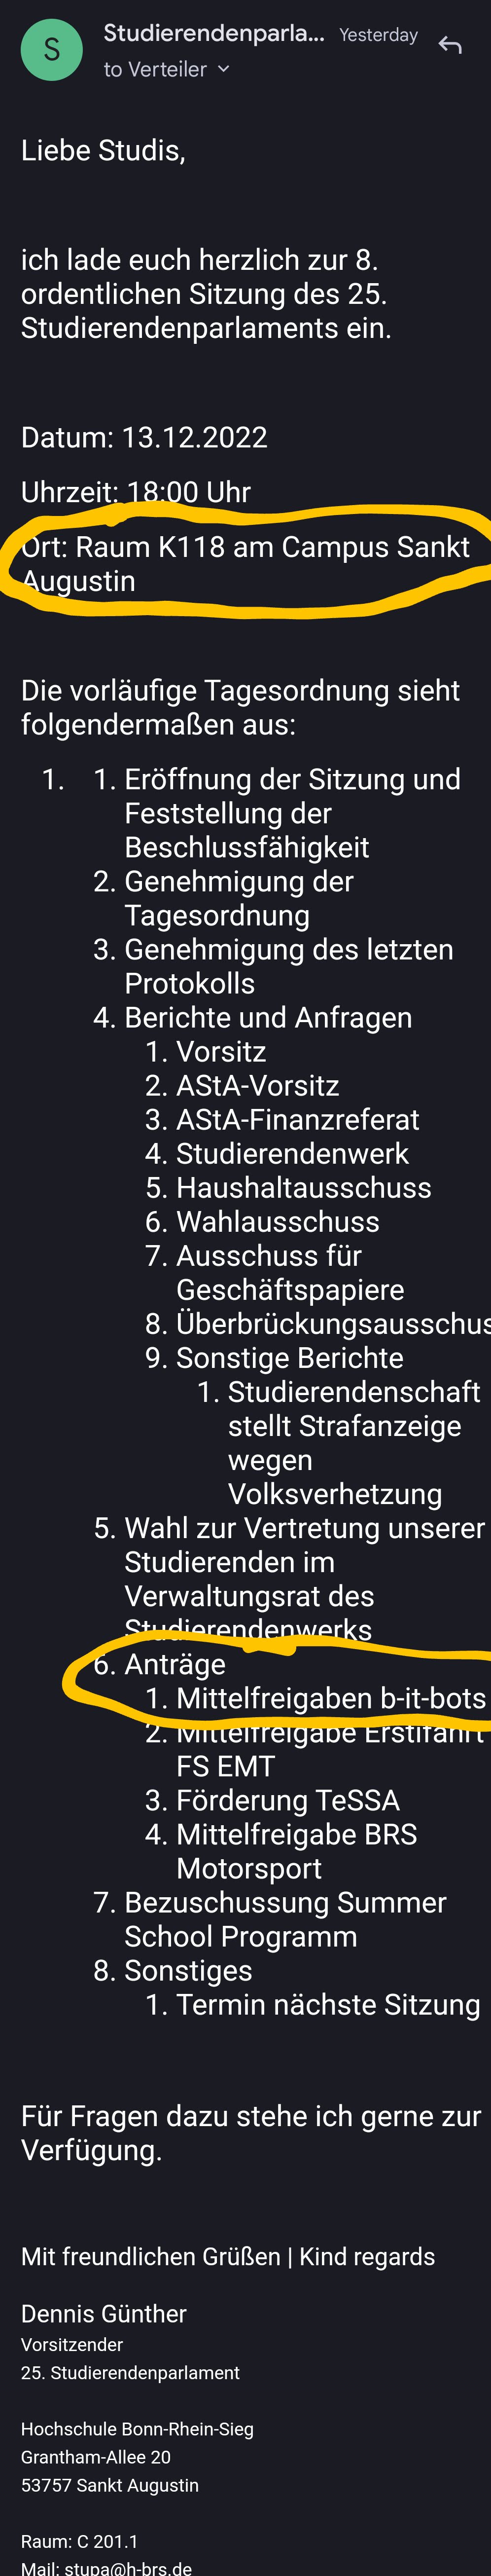 S
Studierendenparla... Yesterday
to Verteiler
Liebe Studis,
ich lade euch herzlich zur 8.
ordentlichen Sitzung des 25.
Studierendenparlaments ein.
Datum: 13.12.2022
Uhrzeit: 18:00 Uhr
Ort: Raum K118 am Campus Sankt
Augustin
Die vorläufige Tagesordnung sieht
folgendermaßen aus:
1. 1. Eröffnung der Sitzung und
Feststellung der
Beschlussfähigkeit
2. Genehmigung der
Tagesordnung
3. Genehmigung des letzten
Protokolls
4. Berichte und Anfragen
1. Vorsitz
2. AStA-Vorsitz
3. AStA-Finanzreferat
4. Studierendenwerk
5. Haushaltausschuss
6. Wahlausschuss
7. Ausschuss für
Geschäftspapiere
8. Überbrückungsausschus
9. Sonstige Berichte
1. Studierendenschaft
stellt Strafanzeige
wegen
Volksverhetzung
5. Wahl zur Vertretung unserer
Studierenden im
Verwaltungsrat des
Studierendenwerks
6. Anträge
1. Mittelfreigaben b-it-bots
2. Mittelfreigabe Erstifahrt
FS EMT
3. Förderung TeSSA
4. Mittelfreigabe BRS
Motorsport
7. Bezuschussung Summer
School Programm
8. Sonstiges
1. Termin nächste Sitzung
Für Fragen dazu stehe ich gerne zur
Verfügung.
Mit freundlichen Grüßen | Kind regards
Dennis Günther
Vorsitzender
25. Studierendenparlament
Hochschule Bonn-Rhein-Sieg
Grantham-Allee 20
53757 Sankt Augustin
Raum: C 201.1
Mail: stupa@h-brs.de